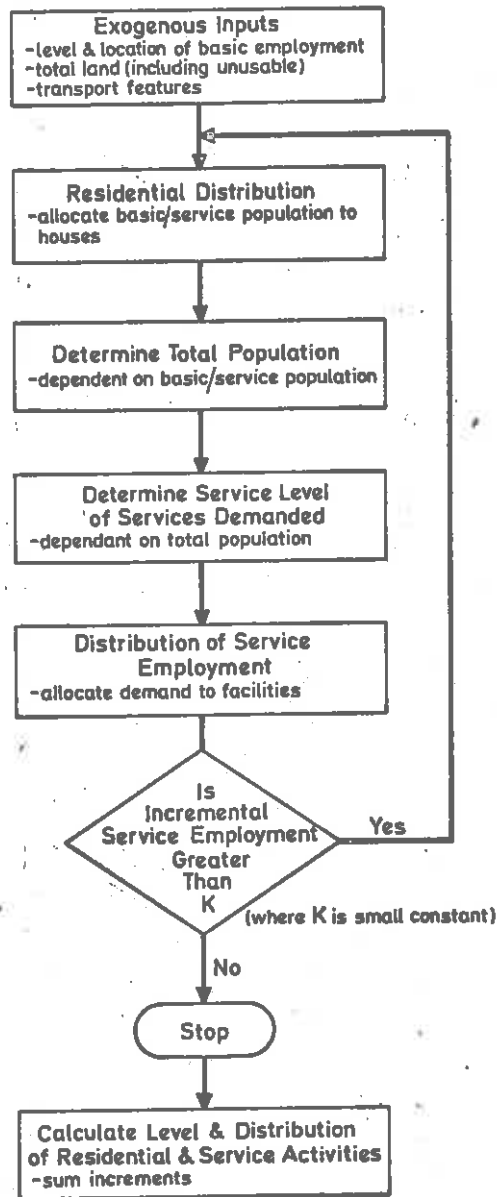 Exogenous Inputs
-level & location of basic employment
-total land (including unusable)
-transport features
Residential Distribution
-allocate basic/service population to
houses
Determine Total Population
-dependent on basic/service population
Determine Service Level
of Services Demanded
-dependant on total population
Distribution of Service
Employment
-allocate demand to facilities
Is
Incremental
Service Employment
Greater
Than
K
Yes
(where K is small constant)
No
Stop
Calculate Level & Distribution
of Residential & Service Activities
-sum increments